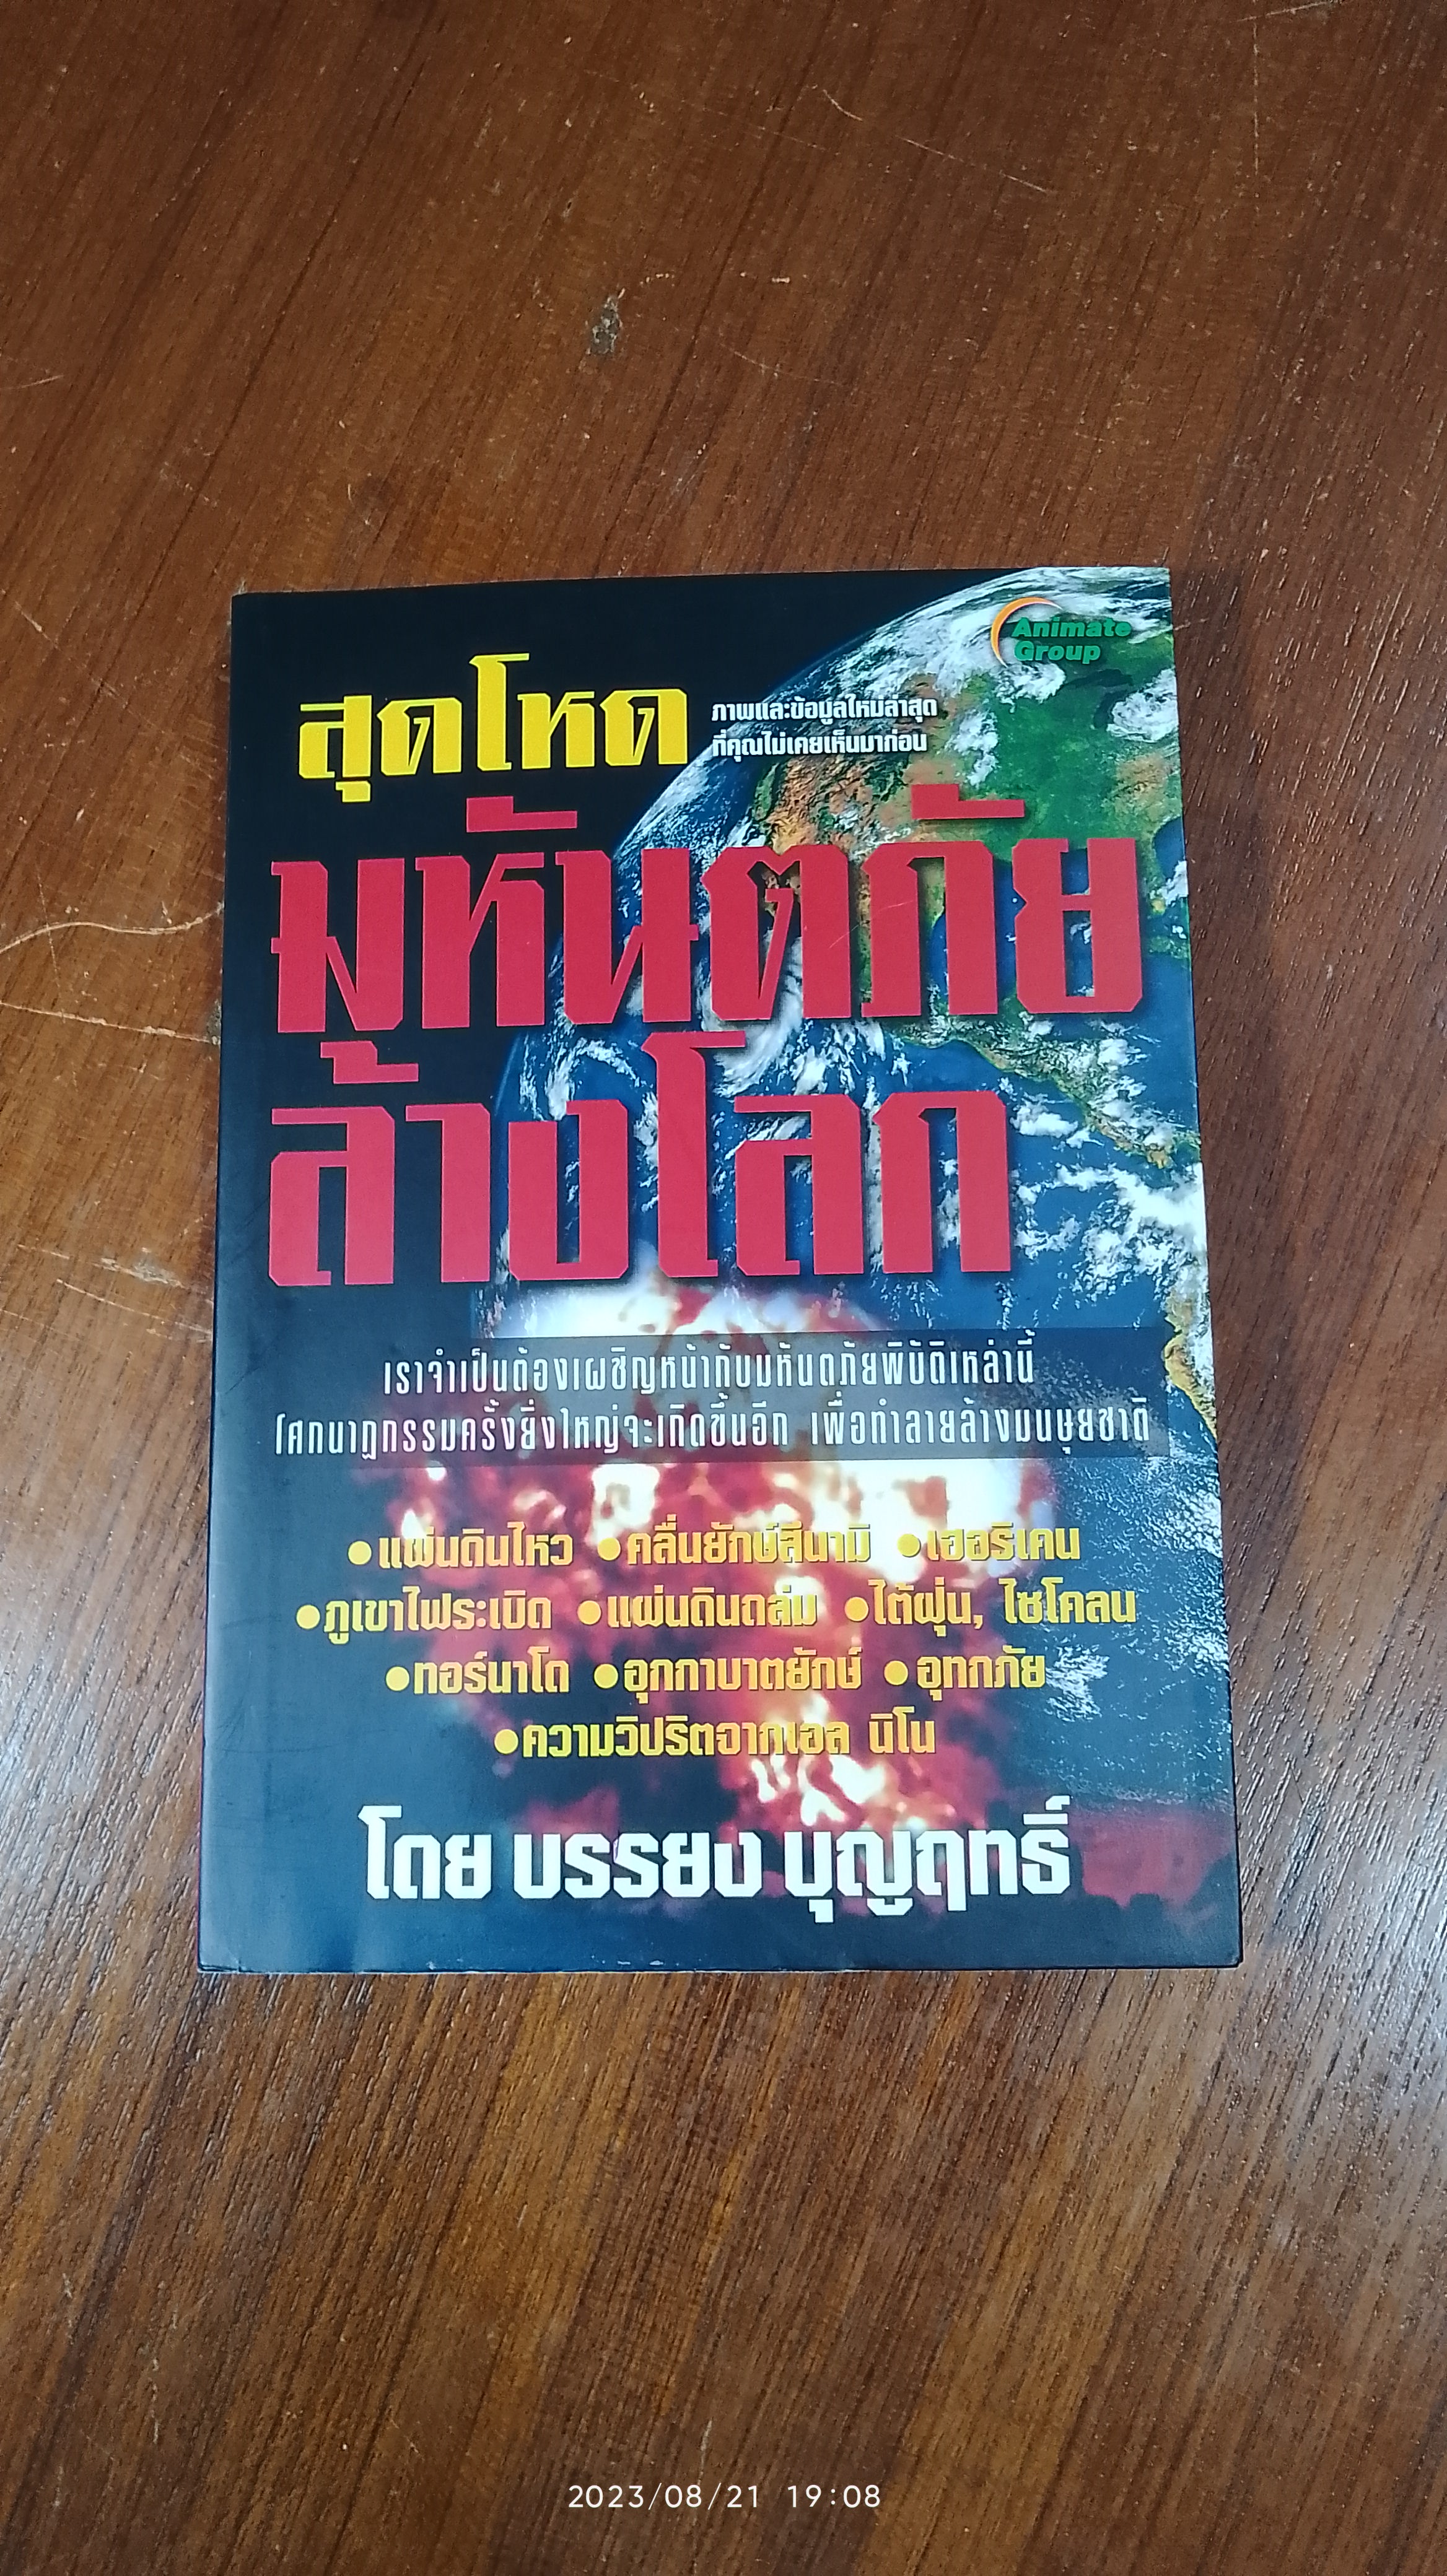 Animate
Group
สุดโหด
ภาพและข้อมูลใหม่ล่าสุด
ที่คุณไม่เคยเห็นมาก่อน
มหันตภัย
ล้างโลก
เราจำเป็นต้องเผชิญหน้ากับมหันตภัยพิบัติเหล่านี้
โศกนาฏกรรมครั้งยิ่งใหญ่จะเกิดขึ้นอีก เพื่อทำลายล้างมนษุยชาติ
●แผ่นดินไหว ●คลื่นยักษ์สึนามิ ●เฮอริเคน
●ภูเขาไฟระเบิด ●แผ่นดินถล่ม ●ไต้ฝุ่น, ไซโคลน
●ทอร์นาโด ●อุกกาบาตยักษ์ ●อุทกภัย
●ความวิปริตจากเอล นิโน
โดย บรรยง บุญฤทธิ์
2023/08/21 19:08